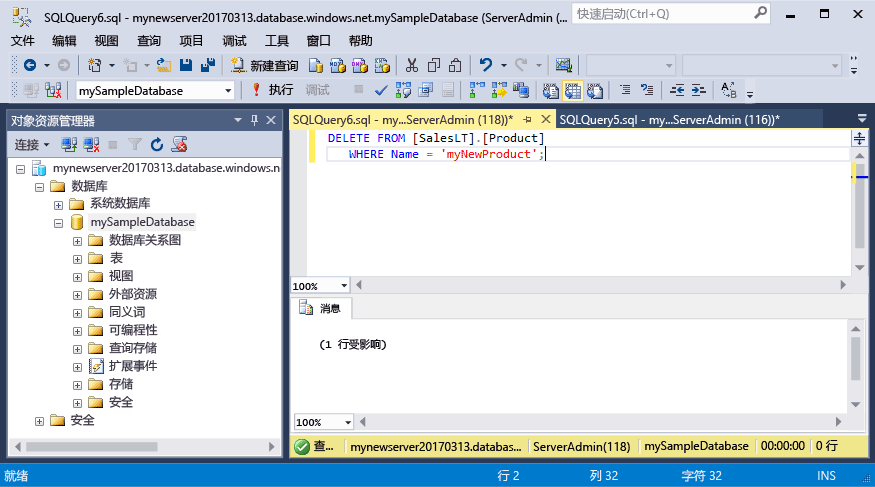 SQLQuery6.sql - mynewserver20170313.database.windows.net.mySampleDatabase (ServerAdmin (...
快速启动(Ctrl+Q)
文件 编辑 视图 查询 项目 调试 工具 窗口 帮助
新建查询 MDX DMX
mySampleDatabase 执行 调试
对象资源管理器
SQLQuery6.sql - my...ServerAdmin (118))* SQLQuery5.sql - my...ServerAdmin (116))*
连接
mynewserver20170313.database.windows.n
数据库
系统数据库
mySampleDatabase
数据库关系图
表
视图
外部资源
同义词
可编程性
查询存储
扩展事件
存储
安全
安全
DELETE FROM [SalesLT].[Product]
WHERE Name = 'myNewProduct';
100%
消息
(1 行受影响)
100%
查... mynewserver20170313.databas... ServerAdmin(118) mySampleDatabase 00:00:00 0 行
就绪 行 2 列 32 字符 32 INS